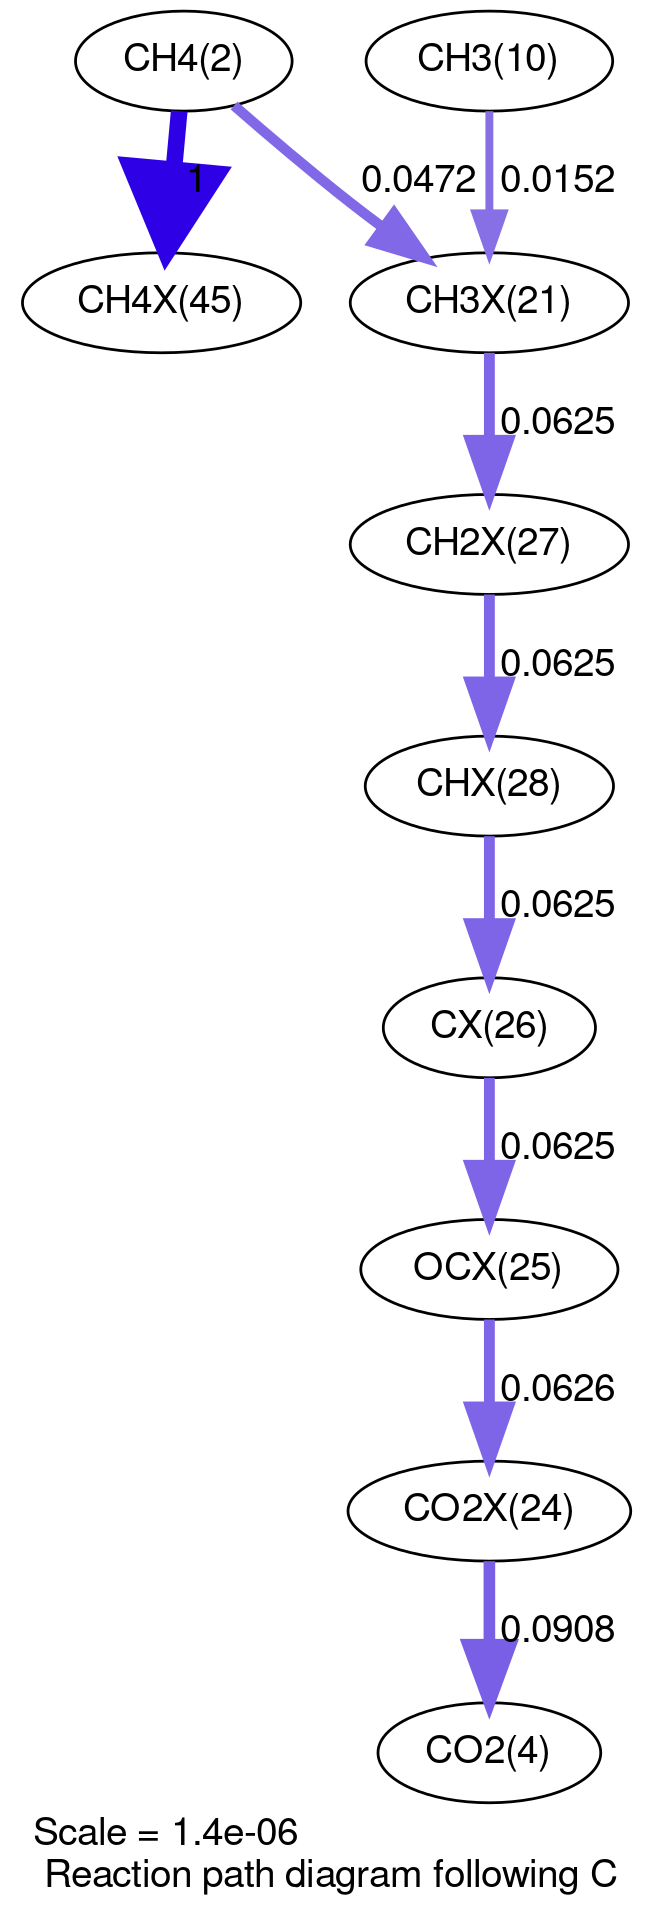 CH4(2)
CH3(10)
1
0.0472
0.0152
CH4X(45)
CH3X(21)
0.0625
CH2X(27)
0.0625
CHX(28)
0.0625
CX(26)
0.0625
OCX(25)
0.0626
CO2X(24)
0.0908
CO2(4)
Scale = 1.4e-06
Reaction path diagram following C